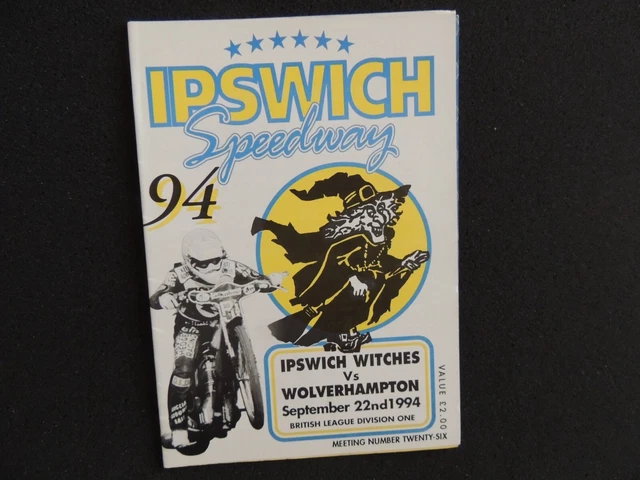 IPSWICH
Speedway
94
IPSWICH WITCHES
Vs
WOLVERHAMPTON
September 22nd 1994
BRITISH LEAGUE DIVISION ONE
VALUE £2.00
MEETING NUMBER TWENTY-SIX